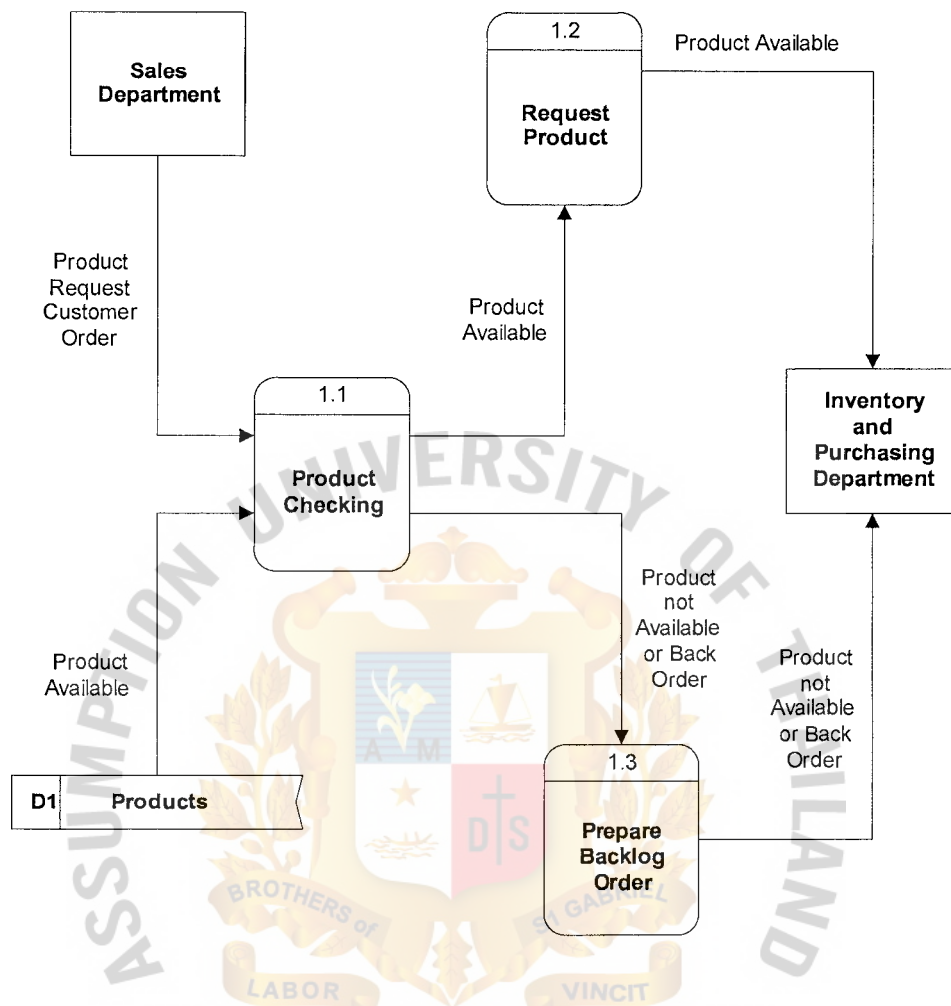 Sales
Department
1.2
Request
Product
Product Available
Product
Request
Customer
Order
Product
Available
1.1
Product
Checking
Inventory
and
Purchasing
Department
Product
Available
Product
not
Available
or Back
Order
Product
not
Available
or Back
Order
D1 Products
1.3
Prepare
Backlog
Order
ASSUMPTION UNIVERSITY OF THAILAND
A M
D S
BROTHERS of
ST GABRIEL
LABOR
VINCIT